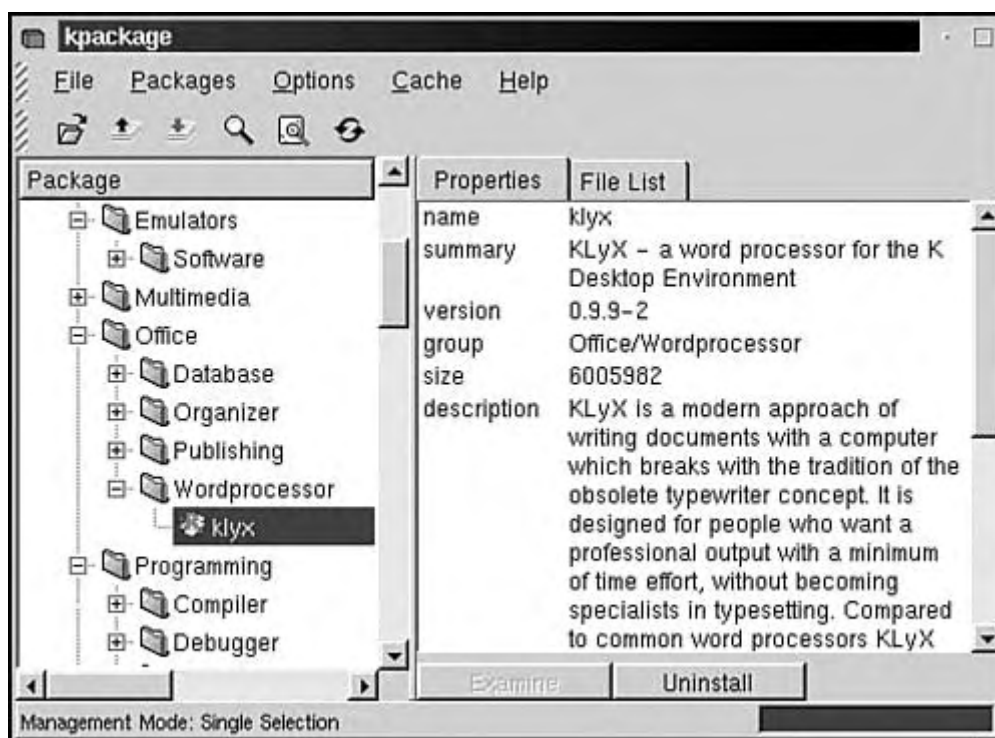 kpackage
File Packages Options Cache Help
Package
Emulators
Software
Multimedia
Office
Database
Organizer
Publishing
Wordprocessor
klyx
Programming
Compiler
Debugger
Properties File List
name klyx
summary KLyX – a word processor for the K
Desktop Environment
version 0.9.9–2
group Office/Wordprocessor
size 6005982
description KLyX is a modern approach of
writing documents with a computer
which breaks with the tradition of the
obsolete typewriter concept. It is
designed for people who want a
professional output with a minimum
of time effort, without becoming
specialists in typesetting. Compared
to common word processors KLyX
Examine Uninstall
Management Mode: Single Selection